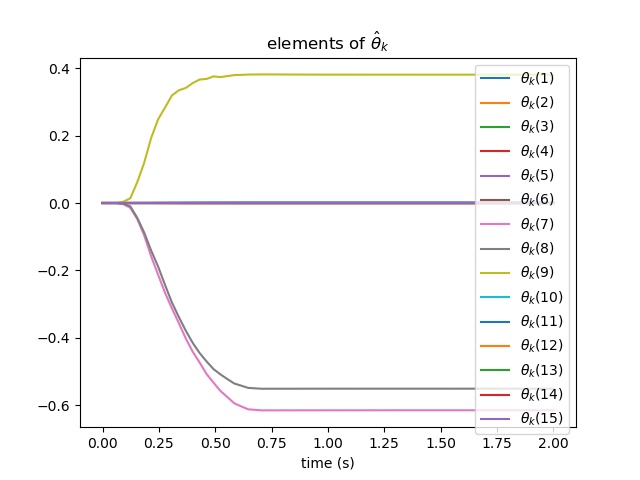 elements of θ̂ₖ
0.4
0.2
0.0
−0.2
−0.4
−0.6
0.00 0.25 0.50 0.75 1.00 1.25 1.50 1.75 2.00
time (s)
θₖ(1)
θₖ(2)
θₖ(3)
θₖ(4)
θₖ(5)
θₖ(6)
θₖ(7)
θₖ(8)
θₖ(9)
θₖ(10)
θₖ(11)
θₖ(12)
θₖ(13)
θₖ(14)
θₖ(15)